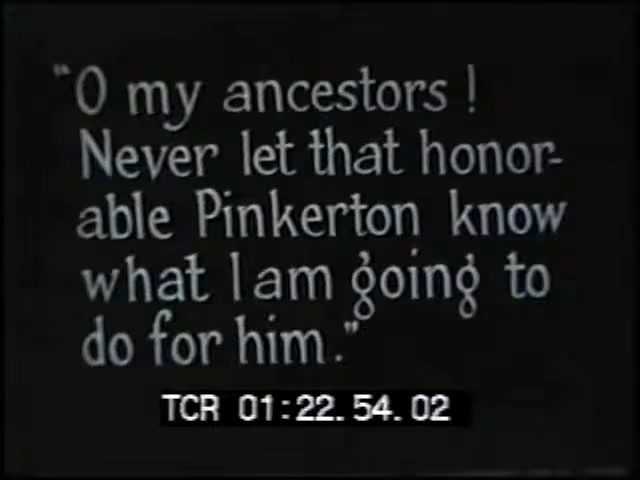 "O my ancestors!
Never let that honor-
able Pinkerton know
what I am going to
do for him."
TCR 01:22.54.02